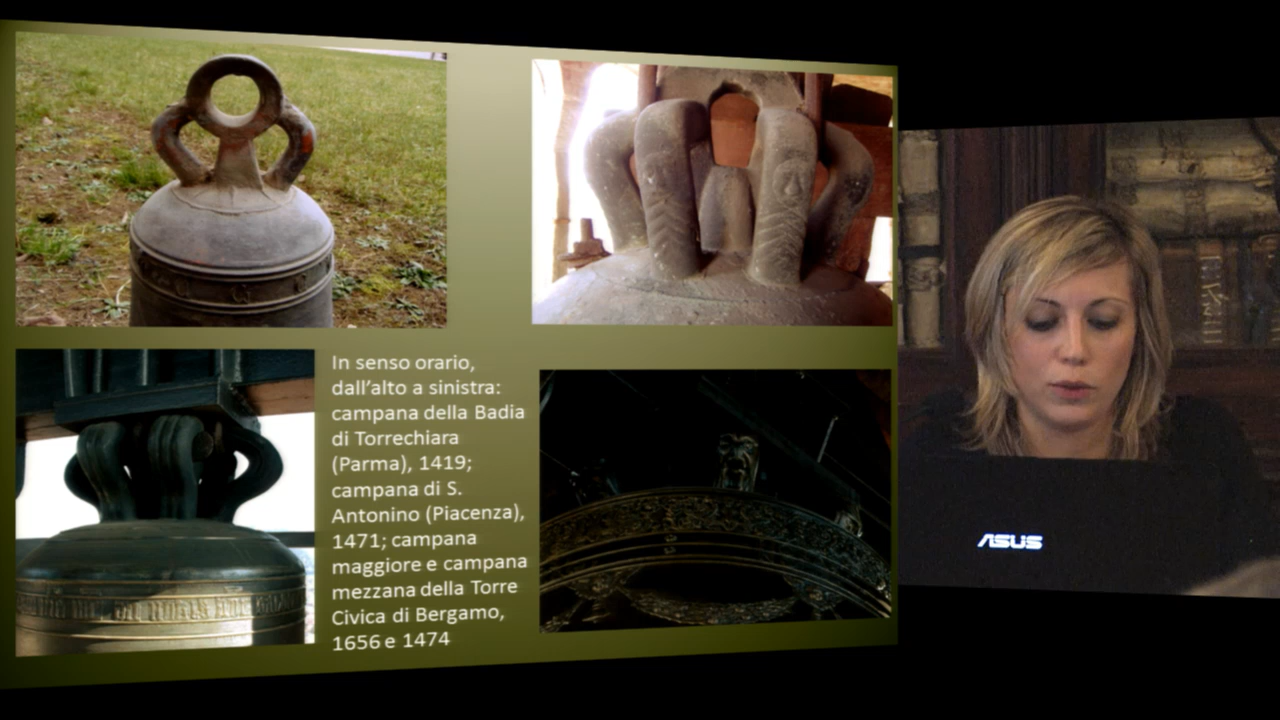 In senso orario,
dall'alto a sinistra:
campana della Badia
di Torrechiara
(Parma), 1419;
campana di S.
Antonino (Piacenza),
1471; campana
maggiore e campana
mezzana della Torre
Civica di Bergamo,
1656 e 1474
ASUS